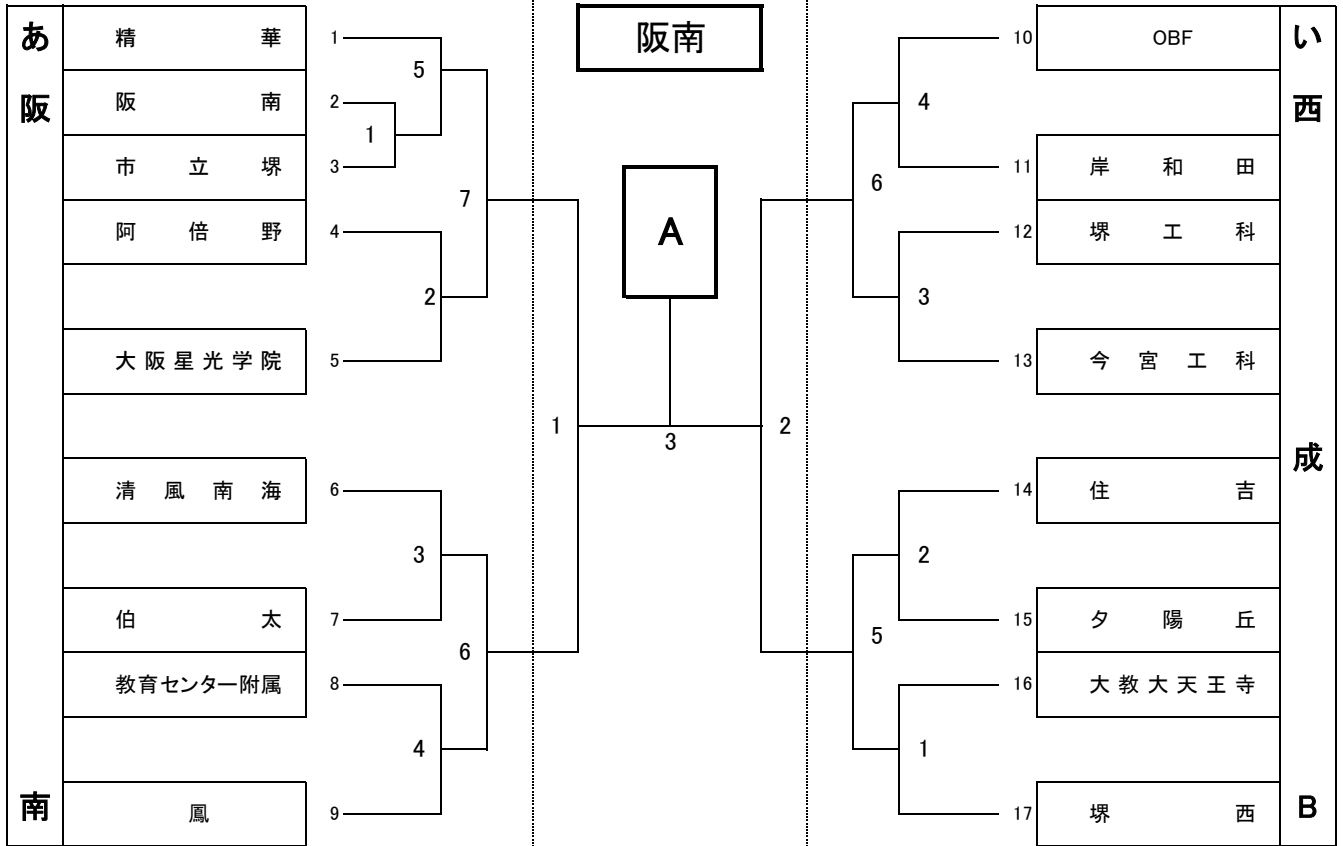 あ阪南
精華 1
阪南 2
市立堺 3
阿倍野 4
大阪星光学院 5
清風南海 6
伯太 7
教育センター附属 8
鳳 9
5
1
7
2
3
6
4
1
阪南
A
3
2
4
6
3
2
5
1
10 OBF
11 岸和田
12 堺工科
13 今宮工科
14 住吉
15 夕陽丘
16 大教大天王寺
17 堺西
い西成B